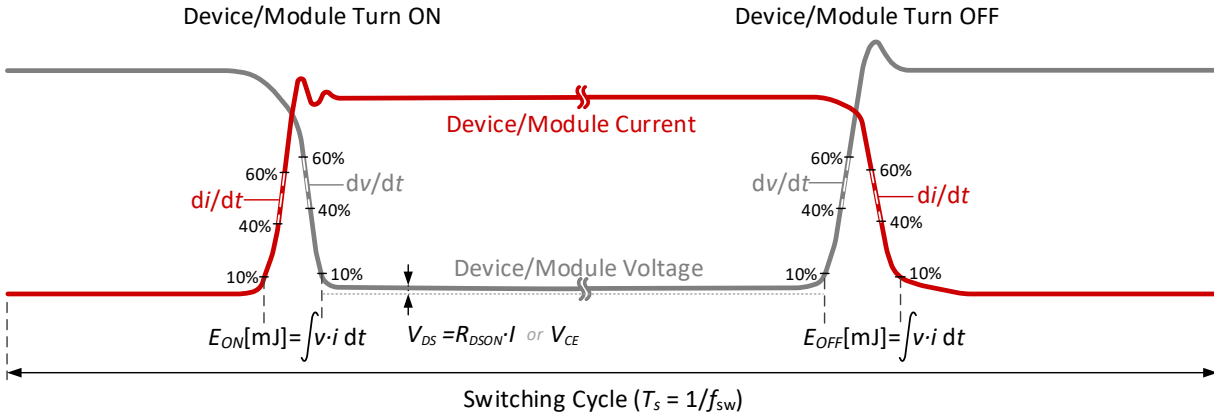 Device/Module Turn ON
Device/Module Turn OFF
Device/Module Current
60%
60%
60%
60%
dv/dt
dv/dt
di/dt
di/dt
40%
40%
40%
40%
Device/Module Voltage
10%
10%
10%
10%
E_ON[mJ]=∫v·i dt
V_DS =R_DSON·I or V_CE
E_OFF[mJ]=∫v·i dt
Switching Cycle (T_s = 1/f_sw)